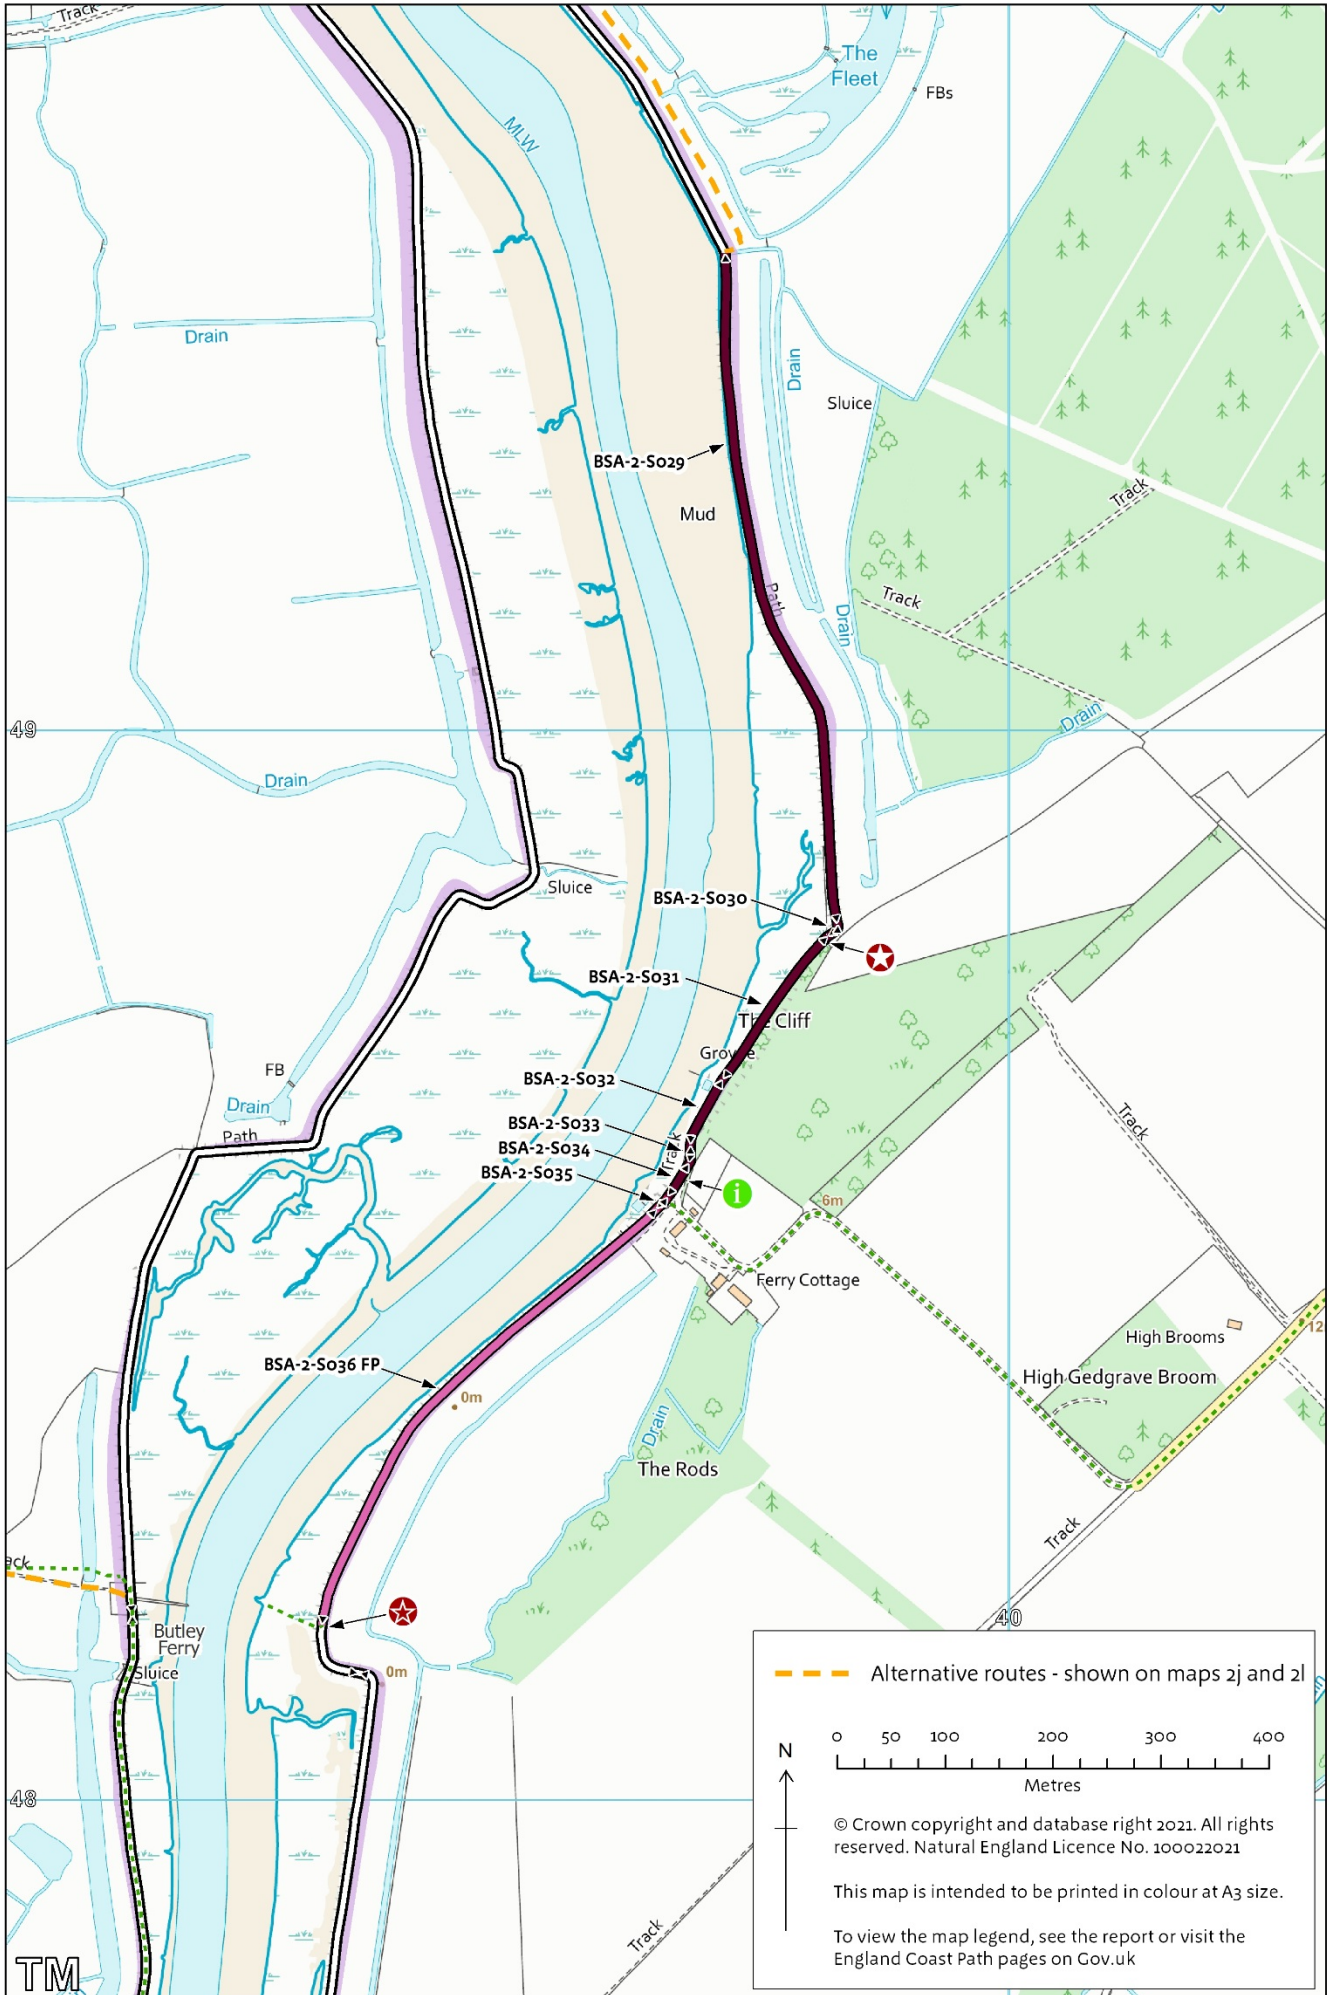 Track
The
Fleet
FBs
MLW
Drain
Drain
Sluice
BSA-2-S029
Mud
Track
Path
Track
Drain
49
Drain
Drain
Sluice
BSA-2-S030
BSA-2-S031
The Cliff
Groyne
FB
BSA-2-S032
Drain
Path
BSA-2-S033
Track
BSA-2-S034
BSA-2-S035
i
Track
6m
Ferry Cottage
High Brooms
12
BSA-2-S036 FP
High Gedgrave Broom
0m
Drain
The Rods
Track
ack
40
Butley
Ferry
Sluice
0m
Alternative routes - shown on maps 2j and 2l
0 50 100 200 300 400
N
Metres
48
© Crown copyright and database right 2021. All rights
reserved. Natural England Licence No. 100022021
This map is intended to be printed in colour at A3 size.
To view the map legend, see the report or visit the
England Coast Path pages on Gov.uk
Track
TM